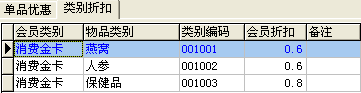 单品优惠 类别折扣
会员类别 物品类别 类别编码 会员折扣 备注
消费金卡 燕窝 001001 0.6
消费金卡 人参 001002 0.6
消费金卡 保健品 001003 0.8